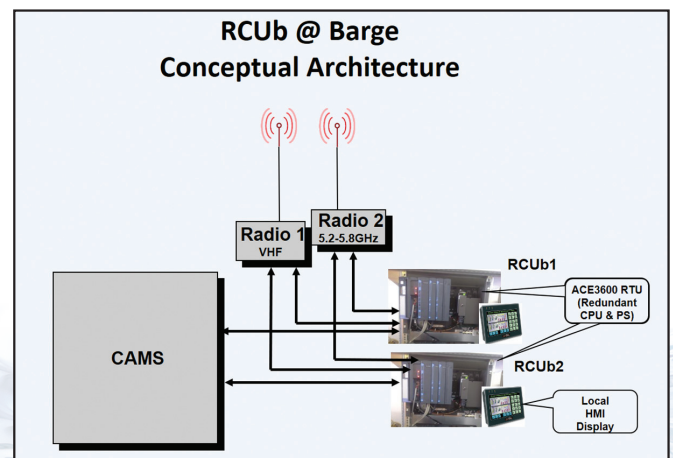 RCUb @ Barge
Conceptual Architecture
Radio 1
VHF
Radio 2
5.2-5.8GHz
RCUb1
ACE3600 RTU
(Redundant
CPU & PS)
CAMS
RCUb2
Local
HMI
Display